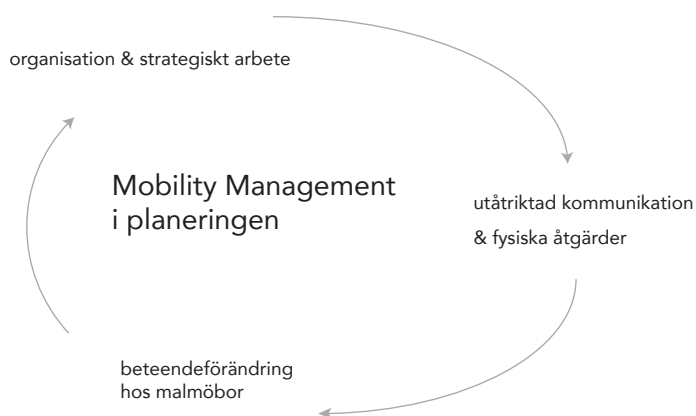 organisation & strategiskt arbete
Mobility Management
i planeringen
utåtriktad kommunikation
& fysiska åtgärder
beteendeförändring
hos malmöbor